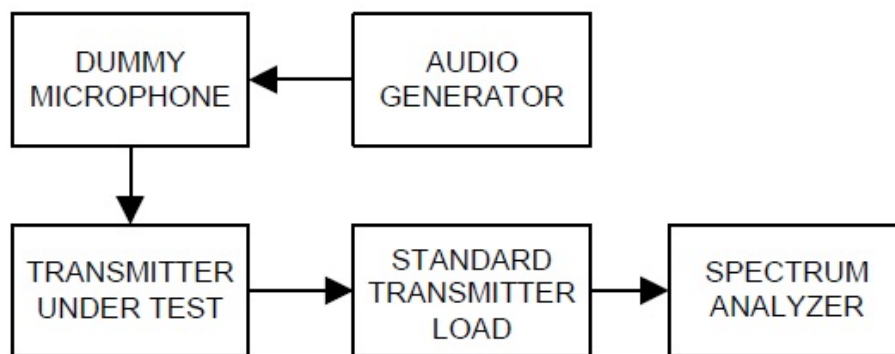 DUMMY
MICROPHONE
AUDIO
GENERATOR
TRANSMITTER
UNDER TEST
STANDARD
TRANSMITTER
LOAD
SPECTRUM
ANALYZER